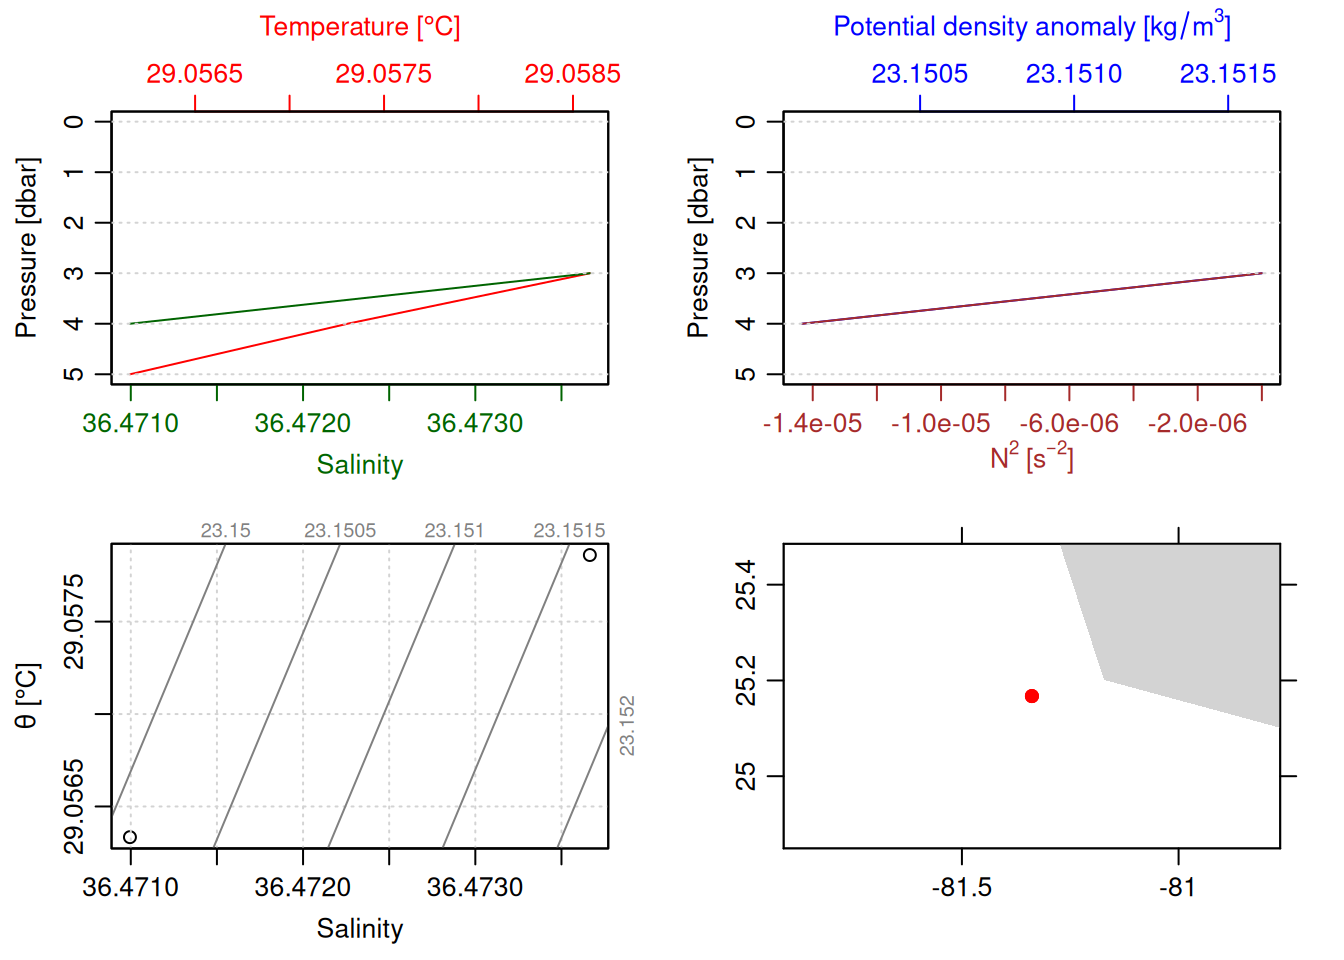 Temperature [°C]
29.0565 29.0575 29.0585
Pressure [dbar]
0
1
2
3
4
5
36.4710 36.4720 36.4730
Salinity
Potential density anomaly [kg/m³]
23.1505 23.1510 23.1515
Pressure [dbar]
0
1
2
3
4
5
-1.4e-05 -1.0e-05 -6.0e-06 -2.0e-06
N² [s⁻²]
23.15 23.1505 23.151 23.1515
23.152
θ [°C]
29.0575
29.0565
36.4710 36.4720 36.4730
Salinity
25.4
25.2
25
-81.5 -81